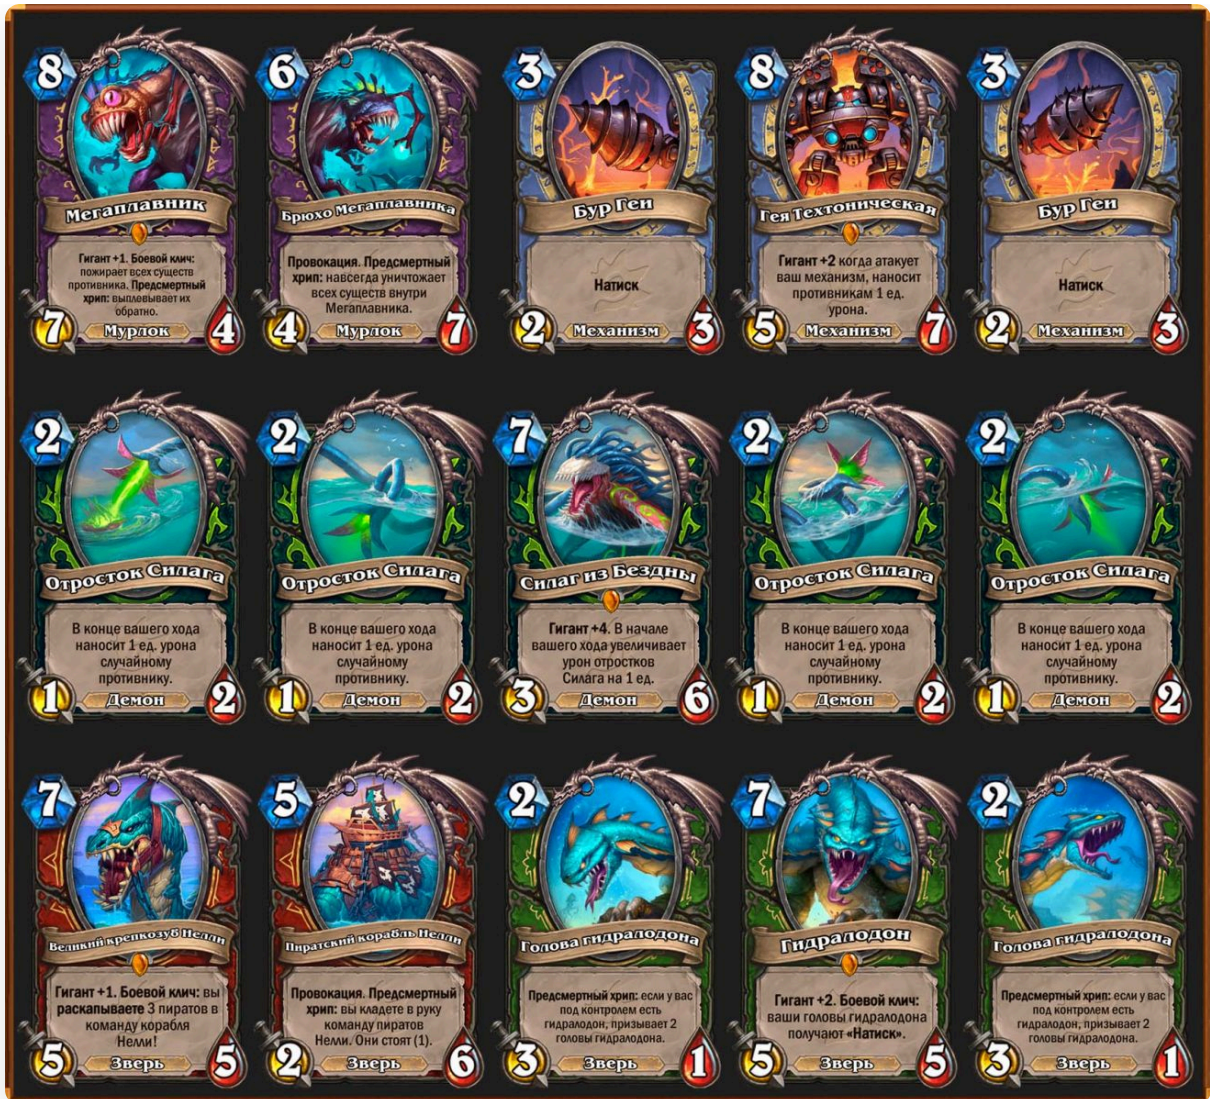 8
Мегаплавник
Гигант +1. Боевой клич:
пожирает всех существ
противника. Предсмертный
хрип: выплевывает их
обратно.
7
Мурлок
4
6
Брюхо Мегаплавника
Провокация. Предсмертный
хрип: навсегда уничтожает
всех существ внутри
Мегаплавника.
4
Мурлок
7
3
Бур Геи
Натиск
2
Механизм
3
8
Гея Техтоническая
Гигант +2 когда атакует
ваш механизм, наносит
противникам 1 ед.
урона.
5
Механизм
7
3
Бур Геи
Натиск
2
Механизм
3
2
Отросток Силага
В конце вашего хода
наносит 1 ед. урона
случайному
противнику.
1
Демон
2
2
Отросток Силага
В конце вашего хода
наносит 1 ед. урона
случайному
противнику.
1
Демон
2
7
Силаг из Бездны
Гигант +4. В начале
вашего хода увеличивает
урон отростков
Силага на 1 ед.
3
Демон
6
2
Отросток Силага
В конце вашего хода
наносит 1 ед. урона
случайному
противнику.
1
Демон
2
2
Отросток Силага
В конце вашего хода
наносит 1 ед. урона
случайному
противнику.
1
Демон
2
7
Великий крепкозуб Нелли
Гигант +1. Боевой клич: вы
раскапываете 3 пиратов в
команду корабля
Нелли!
5
Зверь
5
5
Пиратский корабль Нелли
Провокация. Предсмертный
хрип: вы кладете в руку
команду пиратов
Нелли. Они стоят (1).
2
Зверь
6
2
Голова гидралодона
Предсмертный хрип: если у вас
под контролем есть
гидралодон, призывает 2
головы гидралодона.
3
Зверь
1
7
Гидралодон
Гигант +2. Боевой клич:
ваши головы гидралодона
получают «Натиск».
5
Зверь
5
2
Голова гидралодона
Предсмертный хрип: если у вас
под контролем есть
гидралодон, призывает 2
головы гидралодона.
3
Зверь
1